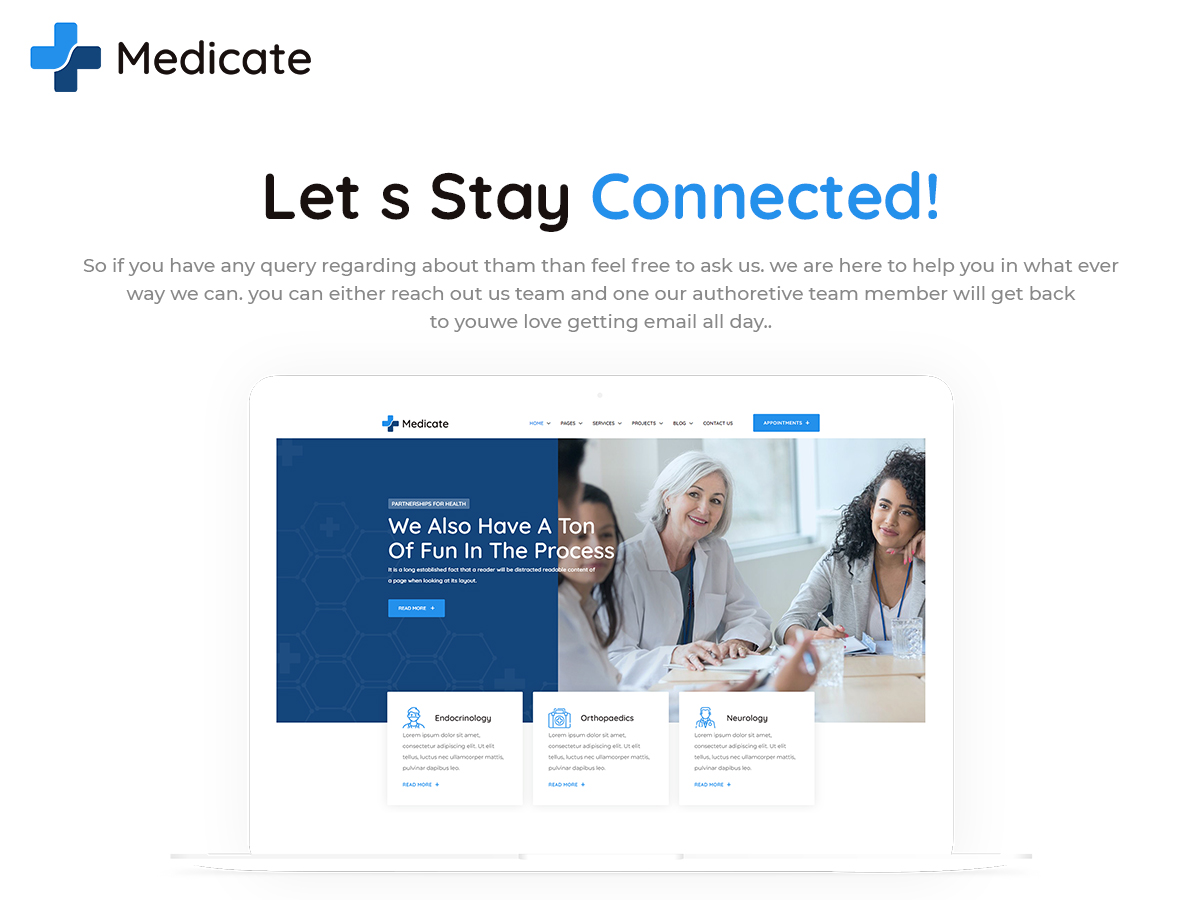 Medicate
Let s Stay Connected!
So if you have any query regarding about tham than feel free to ask us. we are here to help you in what ever
way we can. you can either reach out us team and one our authoretive team member will get back
to youwe love getting email all day..
Medicate HOME PAGES SERVICES PROJECTS BLOG CONTACT US APPOINTMENTS +
PARTNERSHIPS FOR HEALTH
We Also Have A Ton
Of Fun In The Process
It is a long established fact that a reader will be distracted readable content of
a page when looking at its layout.
READ MORE +
Endocrinology
Lorem ipsum dolor sit amet,
consectetur adipiscing elit. Ut elit
tellus, luctus nec ullamcorper mattis,
pulvinar dapibus leo.
READ MORE +
Orthopaedics
Lorem ipsum dolor sit amet,
consectetur adipiscing elit. Ut elit
tellus, luctus nec ullamcorper mattis,
pulvinar dapibus leo.
READ MORE +
Neurology
Lorem ipsum dolor sit amet,
consectetur adipiscing elit. Ut elit
tellus, luctus nec ullamcorper mattis,
pulvinar dapibus leo.
READ MORE +